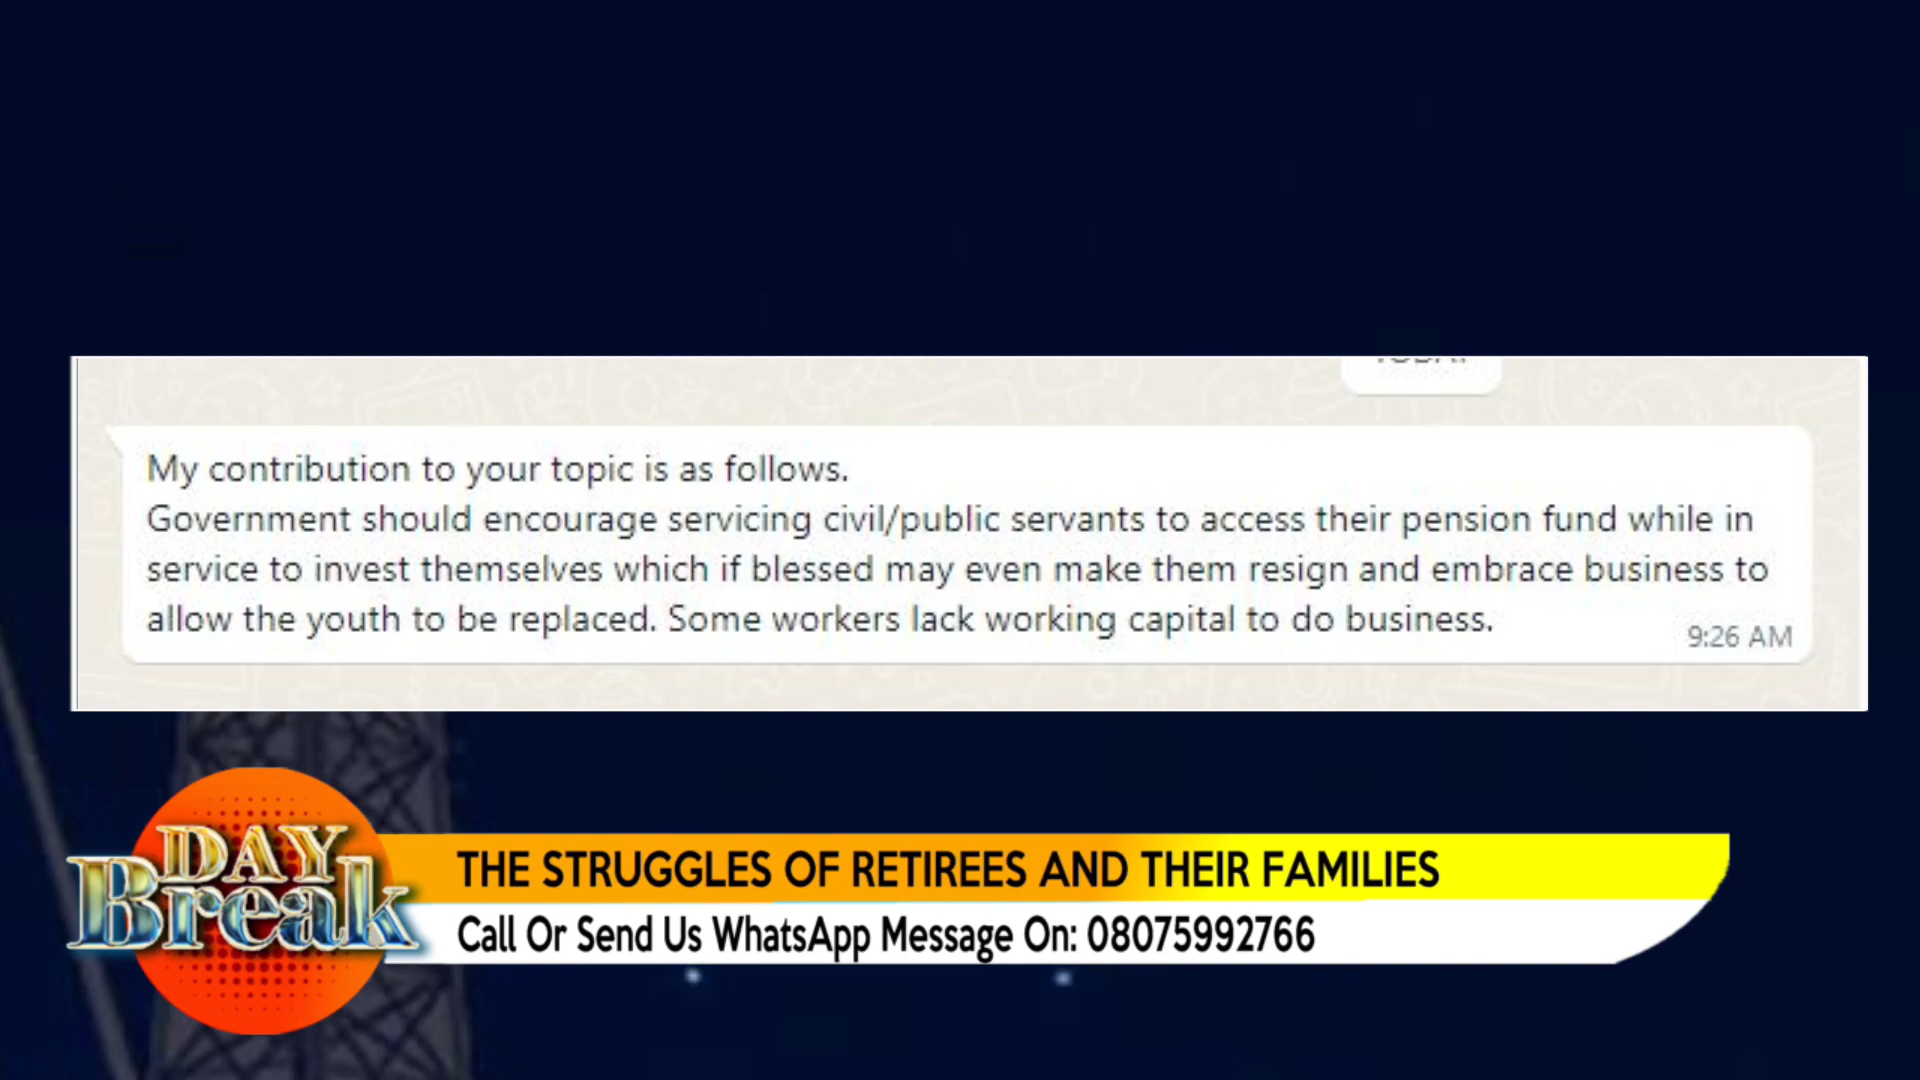 My contribution to your topic is as follows.
Government should encourage servicing civil/public servants to access their pension fund while in
service to invest themselves which if blessed may even make them resign and embrace business to
allow the youth to be replaced. Some workers lack working capital to do business.
9:26 AM
DAY
Break
THE STRUGGLES OF RETIREES AND THEIR FAMILIES
Call Or Send Us WhatsApp Message On: 08075992766